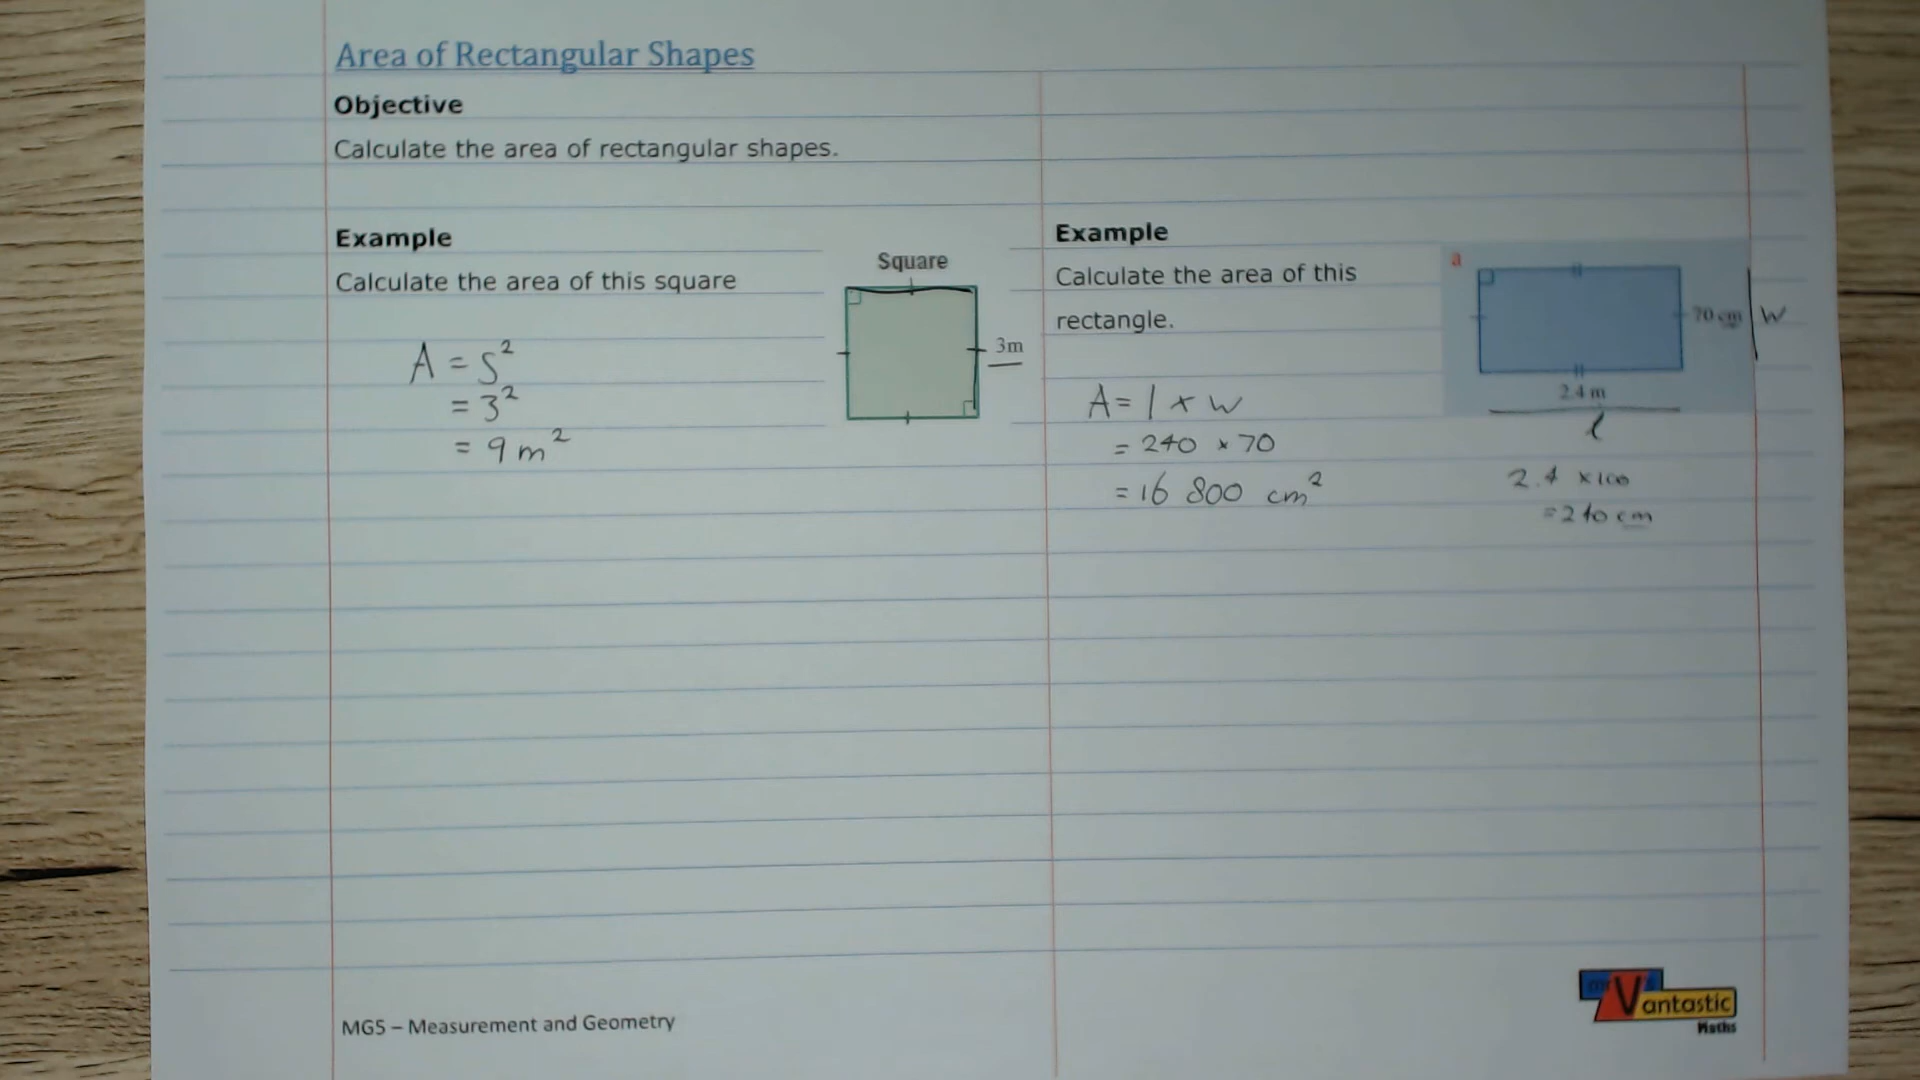 Area of Rectangular Shapes
Objective
Calculate the area of rectangular shapes.
Example
Calculate the area of this square
Square
3m
A = s²
= 3²
= 9 m²
Example
Calculate the area of this
rectangle.
a
70 cm
w
2.4 m
l
A = l × w
= 240 × 70
= 16 800 cm²
2.4 × 100
= 240 cm
MG5 – Measurement and Geometry
Vantastic
Maths